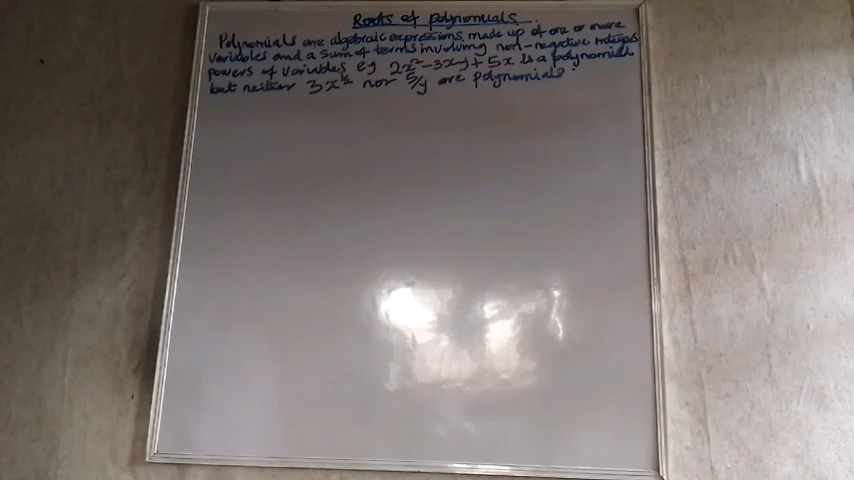 Roots of polynomials.
Polynomials are algebraic expressions made up of one or more
variables and a sum of terms involving non-negative integers
powers of variables eg 2x² - 3xy + 5x is a polynomials
but neither 3x^½ nor 5/y are polynomials.